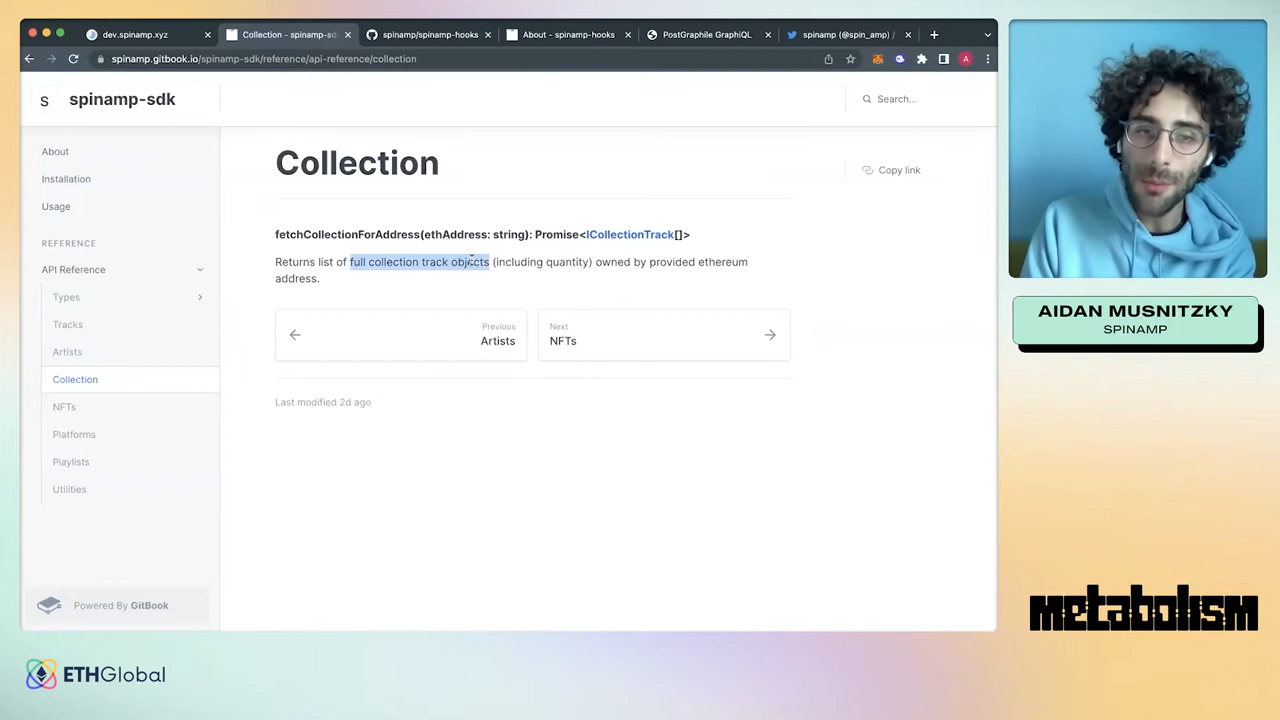 dev.spinamp.xyz
Collection - spinamp-sd
spinamp/spinamp-hooks
About - spinamp-hooks
PostGraphile GraphiQL
spinamp (@spin_amp) /
spinamp.gitbook.io/spinamp-sdk/reference/api-reference/collection
A
S
spinamp-sdk
Search...
About
Installation
Usage
REFERENCE
API Reference
Types
Tracks
Artists
Collection
NFTs
Platforms
Playlists
Utilities
Powered By GitBook
Collection
Copy link
fetchCollectionForAddress(ethAddress: string): Promise<ICollectionTrack[]>
Returns list of full collection track objects (including quantity) owned by provided ethereum
address.
Previous
Artists
Next
NFTs
Last modified 2d ago
AIDAN MUSNITZKY
SPINAMP
metabolism
ETHGlobal